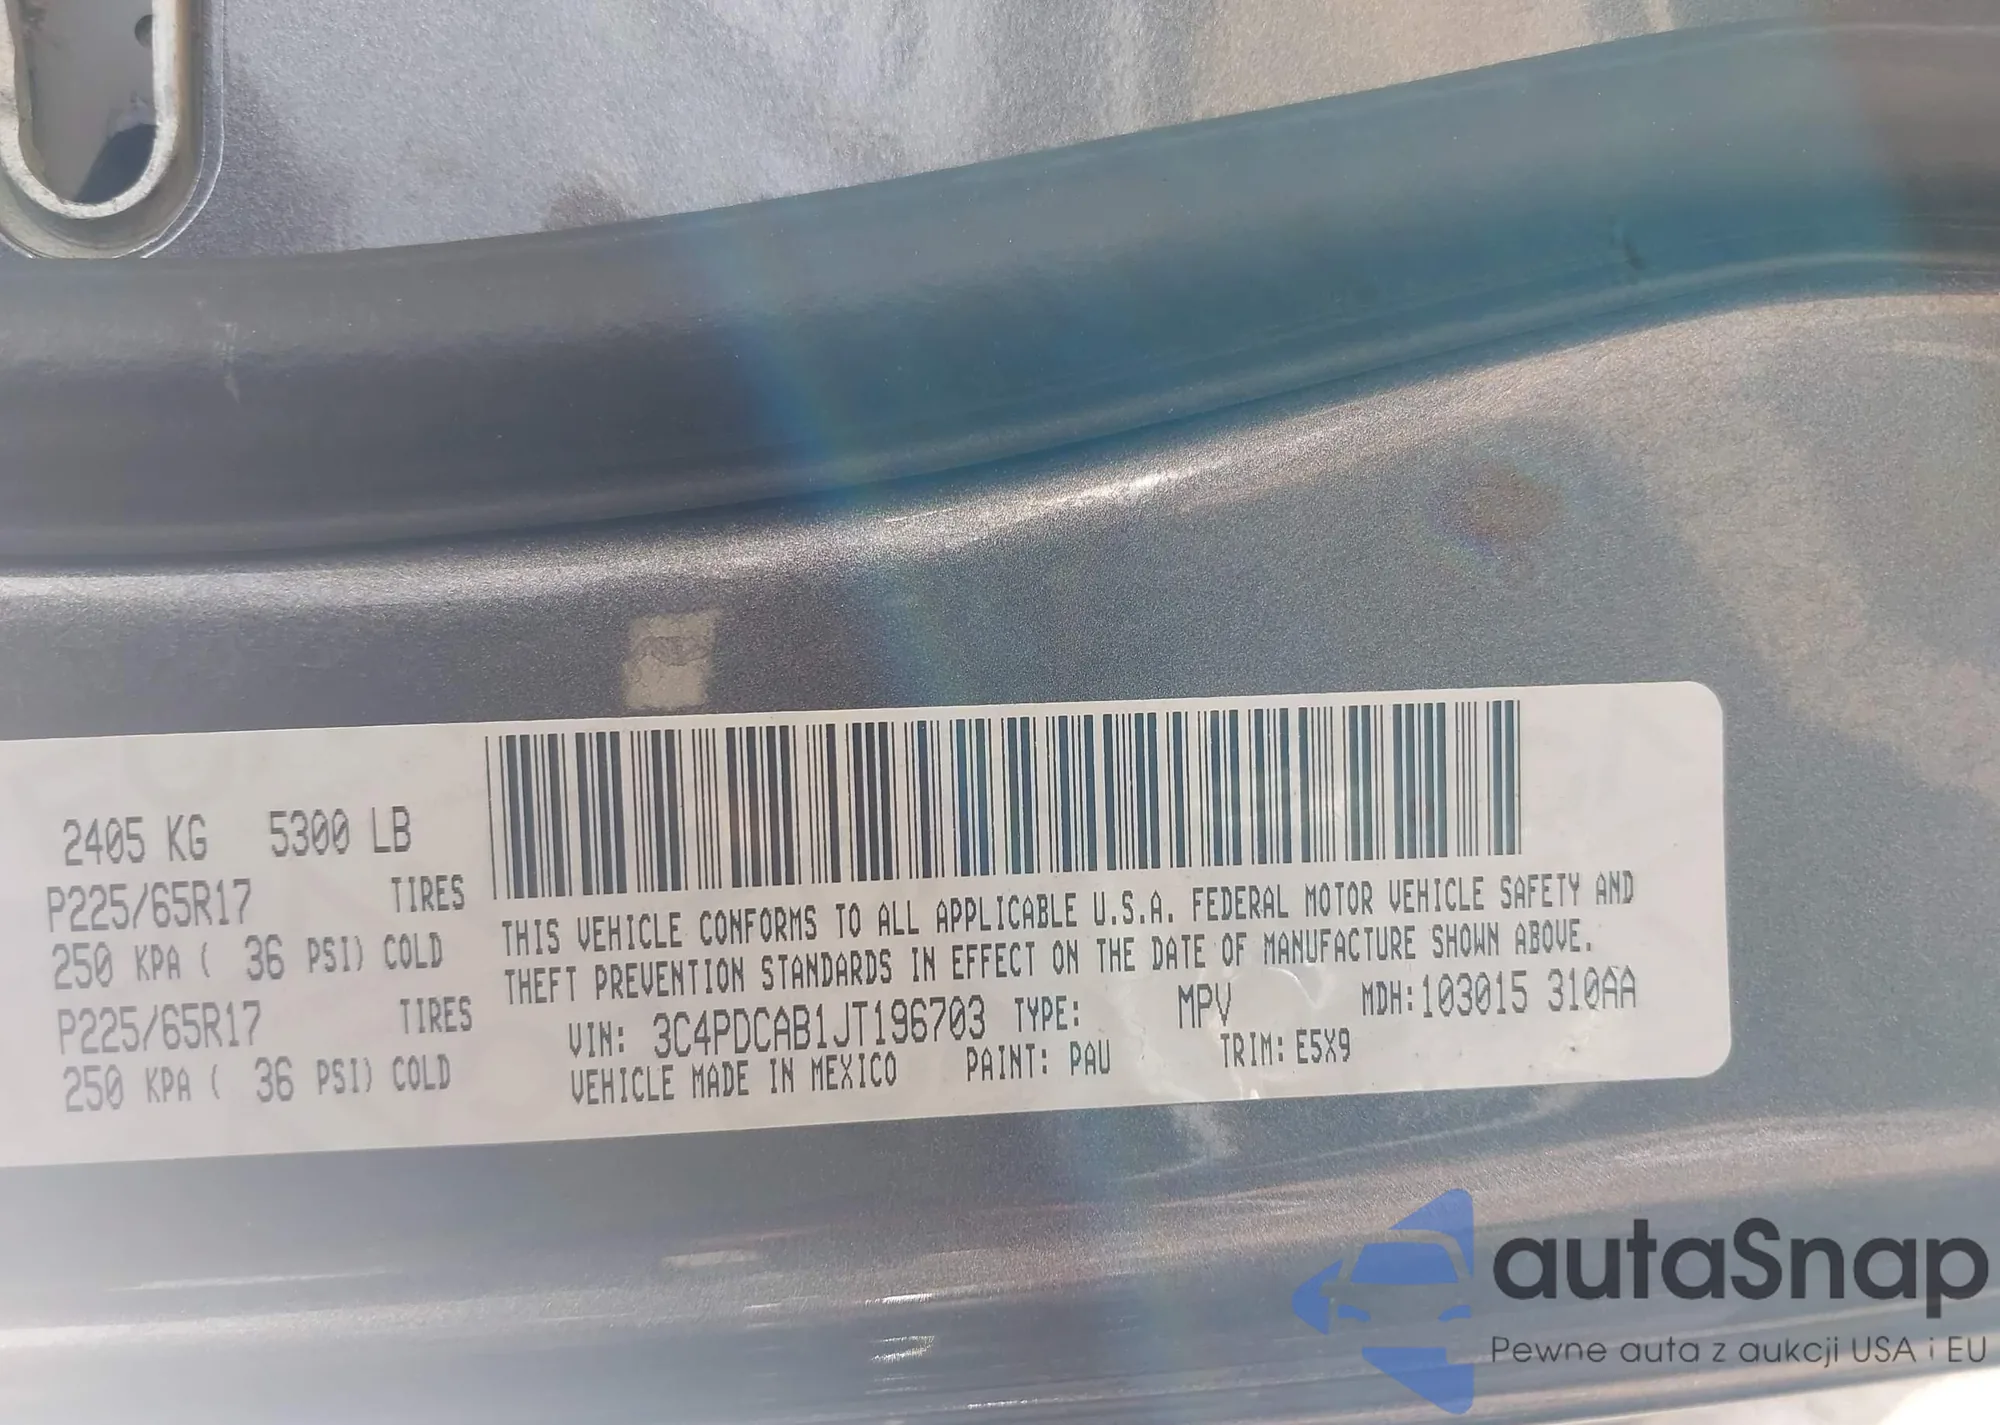 2405 KG 5300 LB
P225/65R17 TIRES
250 KPA ( 36 PSI) COLD
P225/65R17 TIRES
250 KPA ( 36 PSI) COLD
THIS VEHICLE CONFORMS TO ALL APPLICABLE U.S.A. FEDERAL MOTOR VEHICLE SAFETY AND
THEFT PREVENTION STANDARDS IN EFFECT ON THE DATE OF MANUFACTURE SHOWN ABOVE.
VIN: 3C4PDCAB1JT196703 TYPE: MPV MDH:103015 310AA
VEHICLE MADE IN MEXICO PAINT: PAU TRIM: E5X9
autaSnap
Pewne auta z aukcji USA i EU